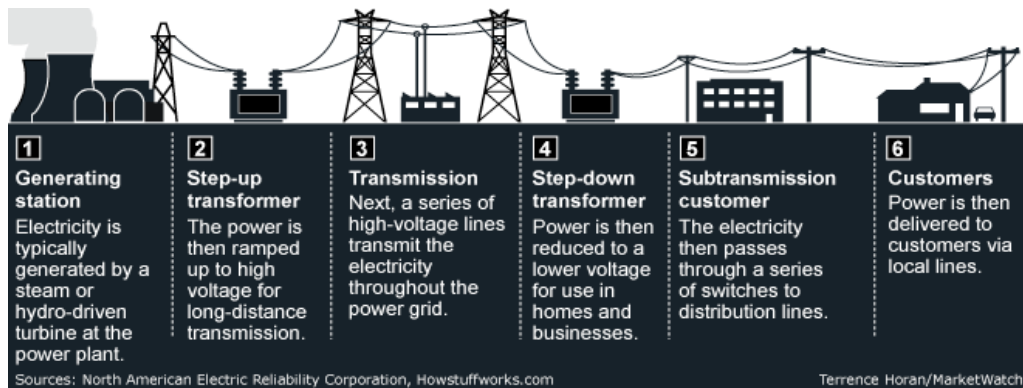 1
Generating
station
Electricity is
typically
generated by a
steam or
hydro-driven
turbine at the
power plant.
2
Step-up
transformer
The power is
then ramped
up to high
voltage for
long-distance
transmission.
3
Transmission
Next, a series of
high-voltage lines
transmit the
electricity
throughout the
power grid.
4
Step-down
transformer
Power is then
reduced to a
lower voltage
for use in
homes and
businesses.
5
Subtransmission
customer
The electricity
then passes
through a series
of switches to
distribution lines.
6
Customers
Power is then
delivered to
customers via
local lines.
Sources: North American Electric Reliability Corporation, Howstuffworks.com
Terrence Horan/MarketWatch